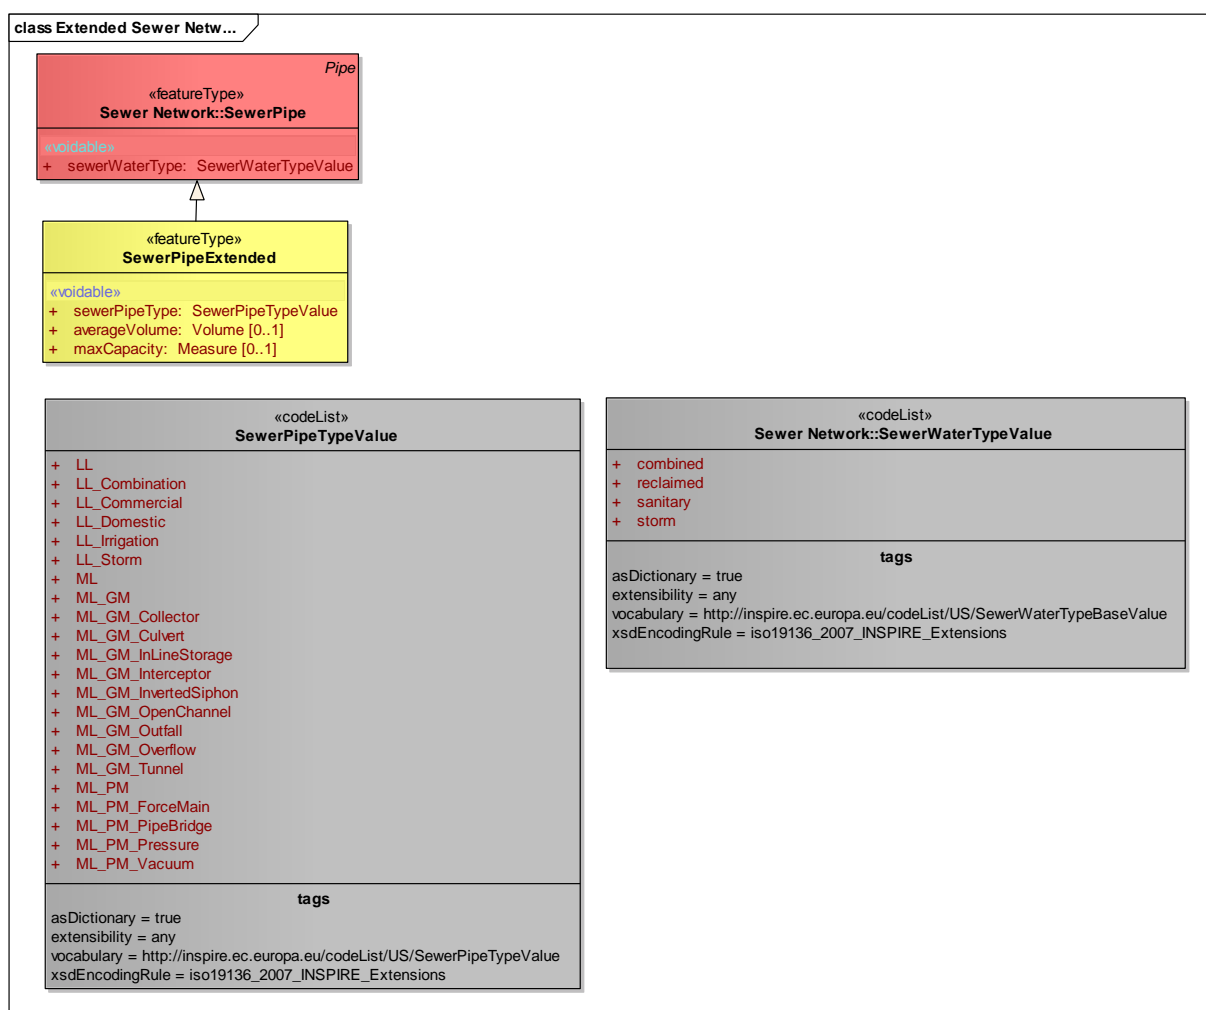 class Extended Sewer Netw...
Pipe
«featureType»
Sewer Network::SewerPipe
«voidable»
+ sewerWaterType: SewerWaterTypeValue
«featureType»
SewerPipeExtended
«voidable»
+ sewerPipeType: SewerPipeTypeValue
+ averageVolume: Volume [0..1]
+ maxCapacity: Measure [0..1]
«codeList»
SewerPipeTypeValue
+ LL
+ LL_Combination
+ LL_Commercial
+ LL_Domestic
+ LL_Irrigation
+ LL_Storm
+ ML
+ ML_GM
+ ML_GM_Collector
+ ML_GM_Culvert
+ ML_GM_InLineStorage
+ ML_GM_Interceptor
+ ML_GM_InvertedSiphon
+ ML_GM_OpenChannel
+ ML_GM_Outfall
+ ML_GM_Overflow
+ ML_GM_Tunnel
+ ML_PM
+ ML_PM_ForceMain
+ ML_PM_PipeBridge
+ ML_PM_Pressure
+ ML_PM_Vacuum
tags
asDictionary = true
extensibility = any
vocabulary = http://inspire.ec.europa.eu/codeList/US/SewerPipeTypeValue
xsdEncodingRule = iso19136_2007_INSPIRE_Extensions
«codeList»
Sewer Network::SewerWaterTypeValue
+ combined
+ reclaimed
+ sanitary
+ storm
tags
asDictionary = true
extensibility = any
vocabulary = http://inspire.ec.europa.eu/codeList/US/SewerWaterTypeBaseValue
xsdEncodingRule = iso19136_2007_INSPIRE_Extensions